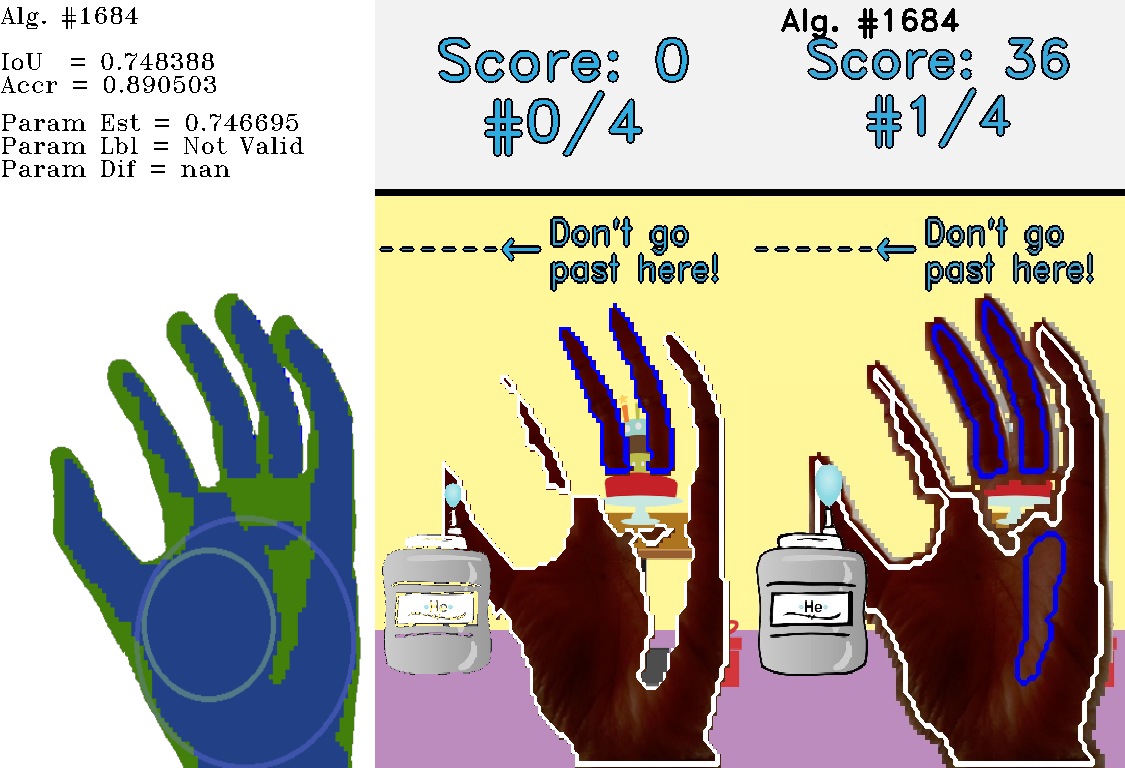 Alg. #1684
IoU = 0.748388
Accr = 0.890503
Param Est = 0.746695
Param Lbl = Not Valid
Param Dif = nan
Score: 0
#0/4
Don't go
past here!
He
Alg. #1684
Score: 36
#1/4
Don't go
past here!
He